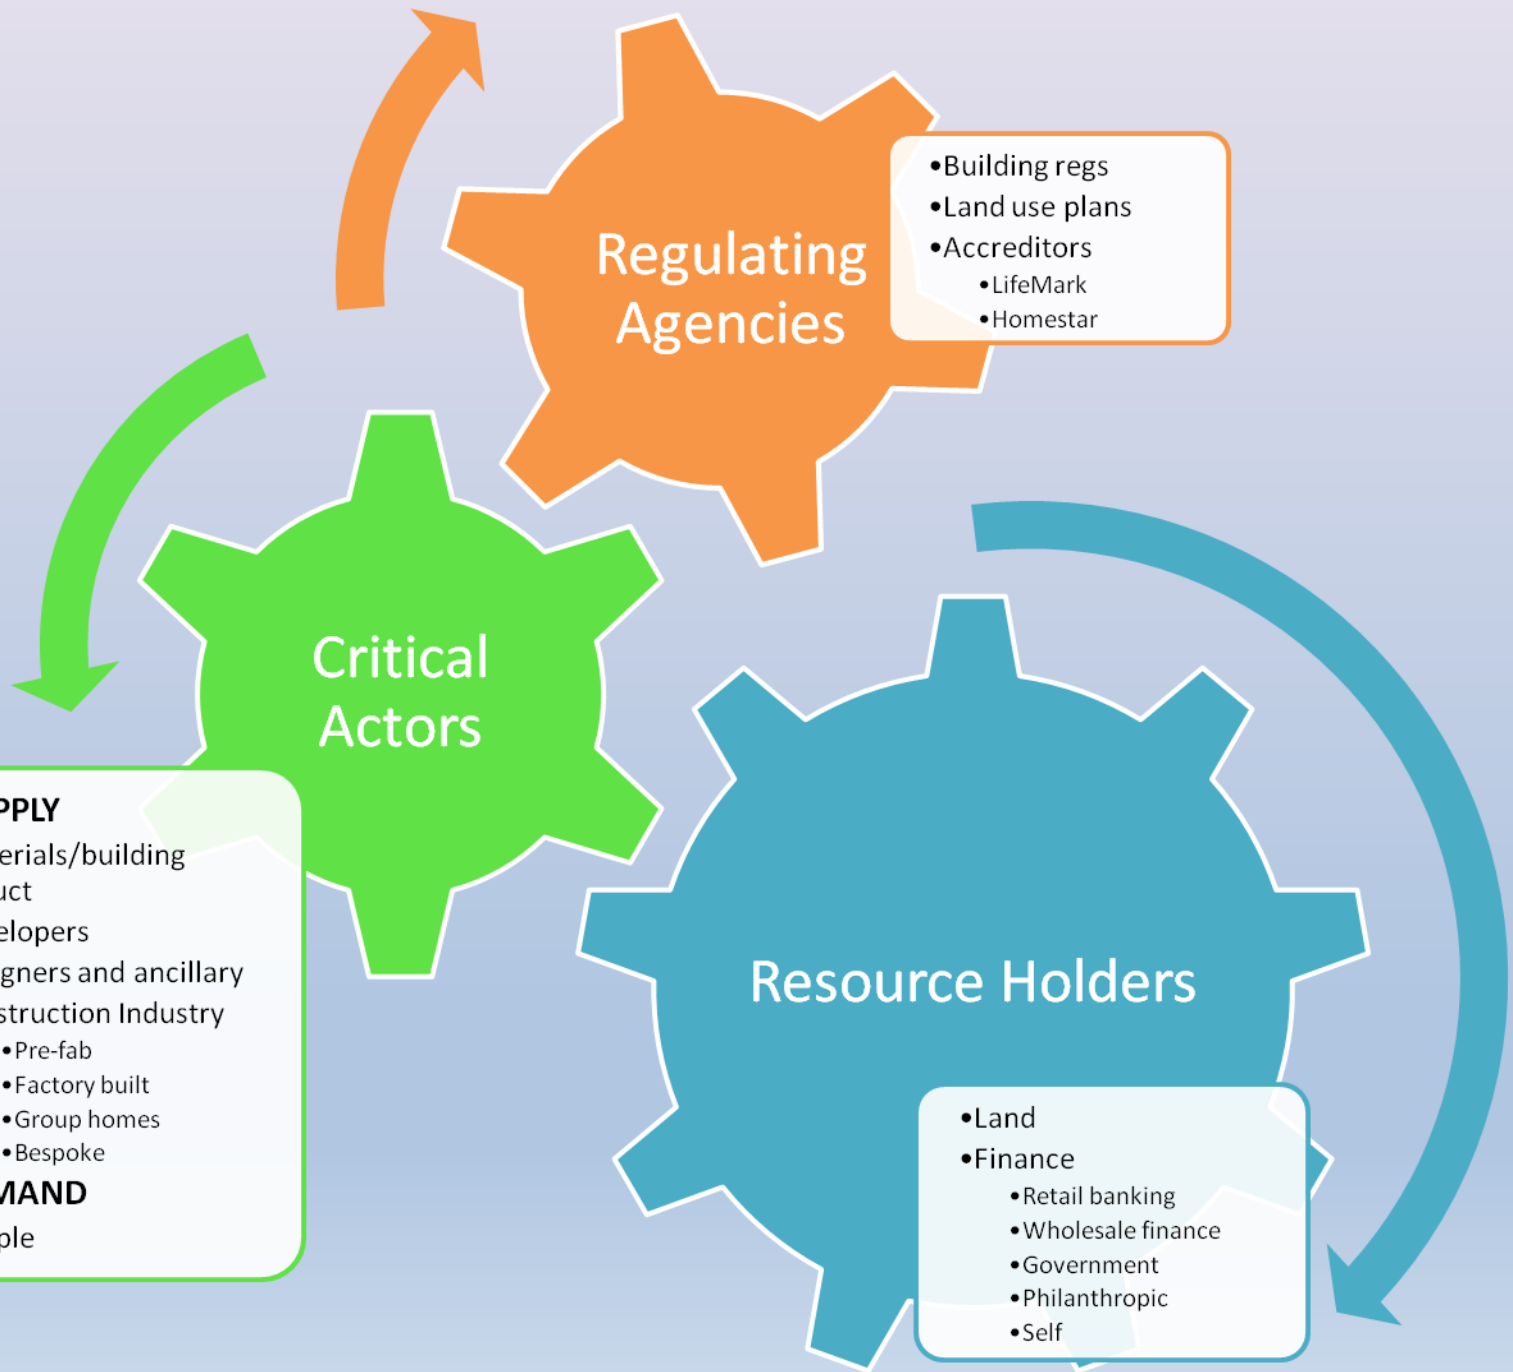 Regulating
Agencies
•Building regs
•Land use plans
•Accreditors
•LifeMark
•Homestar
Critical
Actors
PPLY
erials/building
uct
elopers
gners and ancillary
struction Industry
•Pre-fab
•Factory built
•Group homes
•Bespoke
MAND
ple
Resource Holders
•Land
•Finance
•Retail banking
•Wholesale finance
•Government
•Philanthropic
•Self